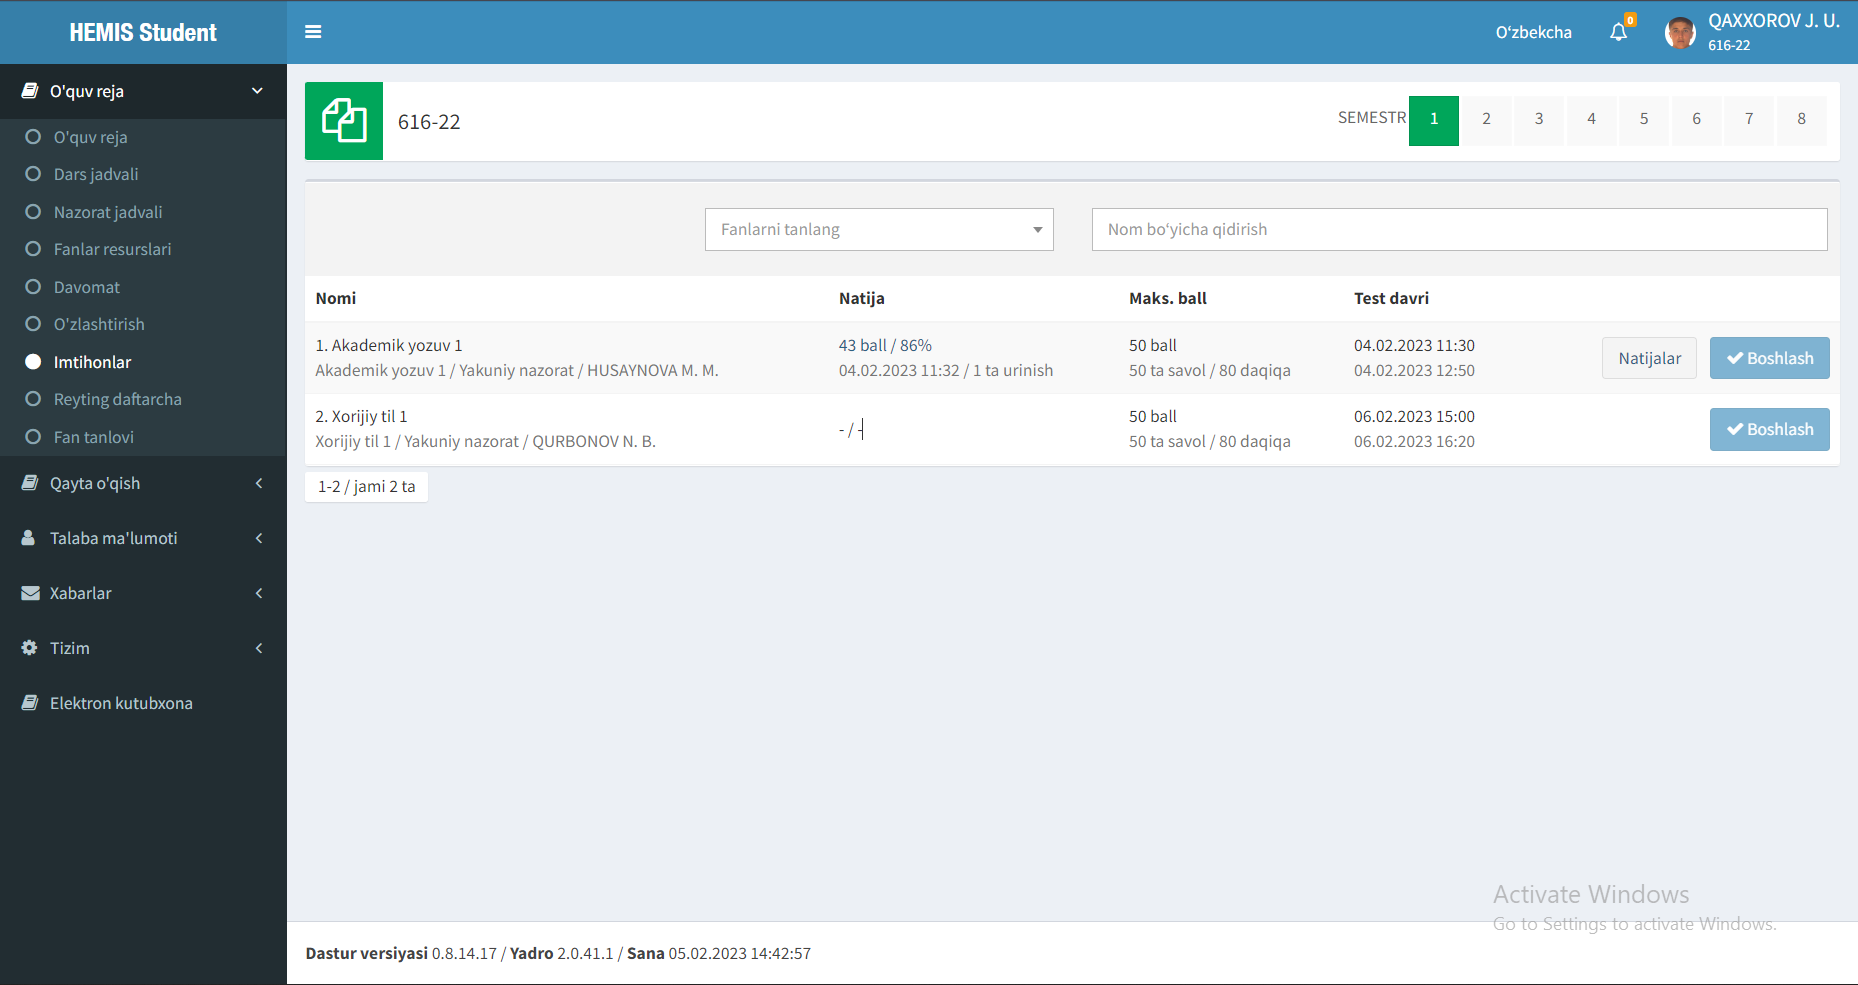 HEMIS Student
O‘zbekcha
0
QAXXOROV J. U.
616-22
O'quv reja
O'quv reja
Dars jadvali
Nazorat jadvali
Fanlar resurslari
Davomat
O'zlashtirish
Imtihonlar
Reyting daftarcha
Fan tanlovi
Qayta o'qish
Talaba ma'lumoti
Xabarlar
Tizim
Elektron kutubxona
616-22
SEMESTR 1 2 3 4 5 6 7 8
Fanlarni tanlang
Nom bo‘yicha qidirish
Nomi Natija Maks. ball Test davri
1. Akademik yozuv 1 43 ball / 86% 50 ball 04.02.2023 11:30
Akademik yozuv 1 / Yakuniy nazorat / HUSAYNOVA M. M. 04.02.2023 11:32 / 1 ta urinish 50 ta savol / 80 daqiqa 04.02.2023 12:50
Natijalar Boshlash
2. Xorijiy til 1 50 ball 06.02.2023 15:00
- / -
Xorijiy til 1 / Yakuniy nazorat / QURBONOV N. B. 50 ta savol / 80 daqiqa 06.02.2023 16:20
Boshlash
1-2 / jami 2 ta
Activate Windows
Go to Settings to activate Windows.
Dastur versiyasi 0.8.14.17 / Yadro 2.0.41.1 / Sana 05.02.2023 14:42:57